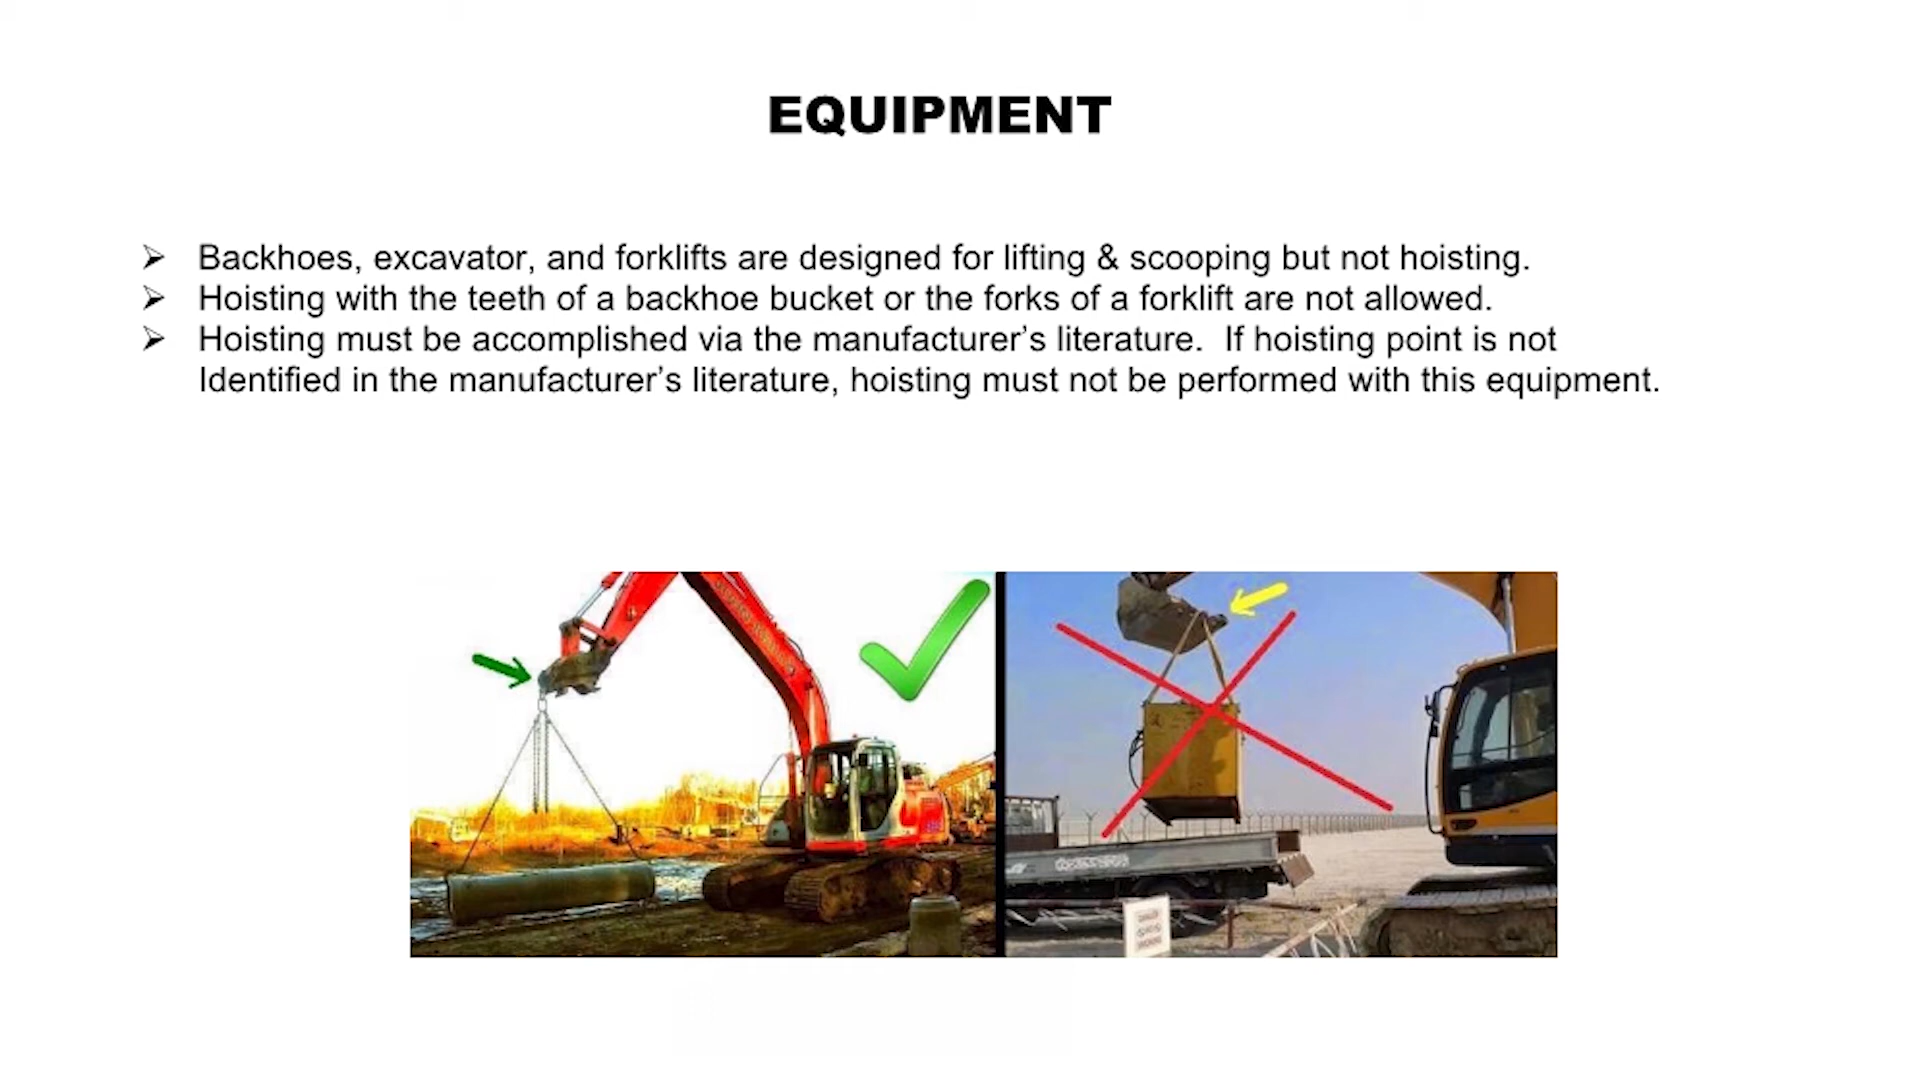 EQUIPMENT
Backhoes, excavator, and forklifts are designed for lifting & scooping but not hoisting.
Hoisting with the teeth of a backhoe bucket or the forks of a forklift are not allowed.
Hoisting must be accomplished via the manufacturer’s literature.  If hoisting point is not
Identified in the manufacturer’s literature, hoisting must not be performed with this equipment.